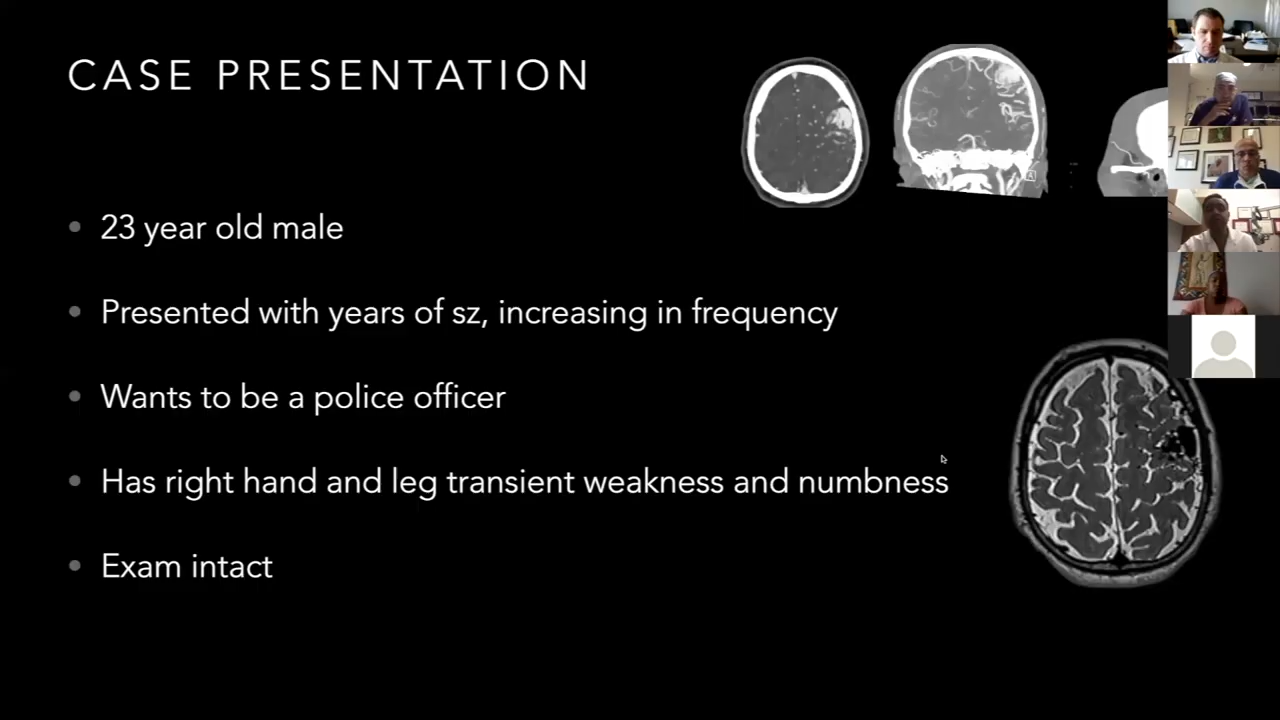 CASE PRESENTATION
23 year old male
Presented with years of sz, increasing in frequency
Wants to be a police officer
Has right hand and leg transient weakness and numbness
Exam intact